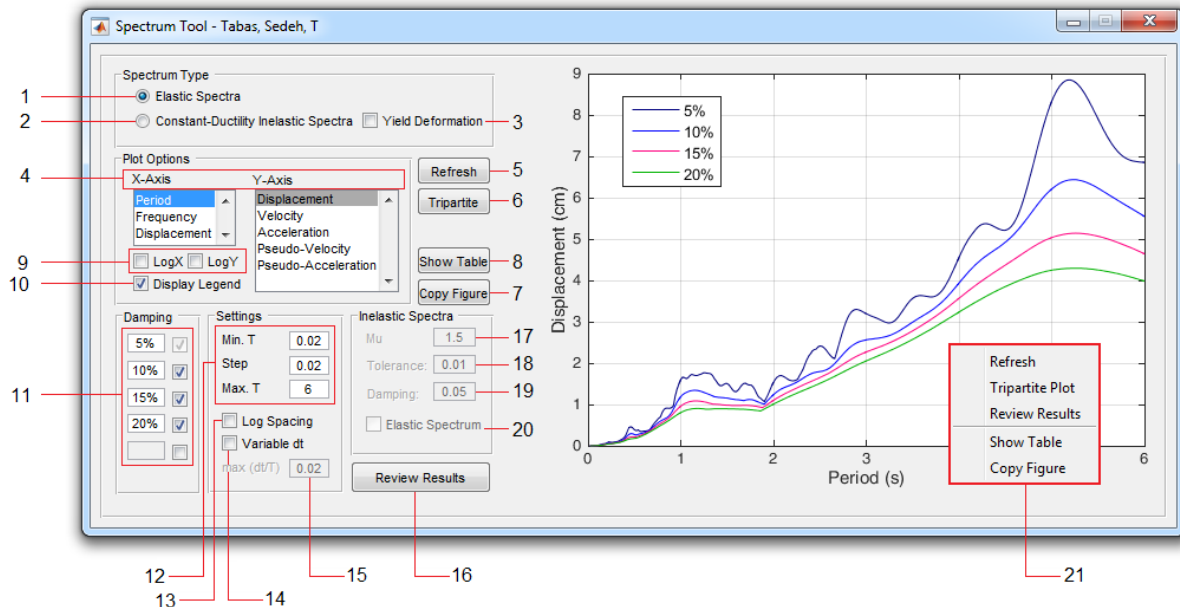 Spectrum Tool - Tabas, Sedeh, T
Spectrum Type
1 Elastic Spectra
2 Constant-Ductility Inelastic Spectra Yield Deformation 3
Plot Options
4 X-Axis Y-Axis
Period
Frequency
Displacement
Displacement
Velocity
Acceleration
Pseudo-Velocity
Pseudo-Acceleration
Refresh 5
Tripartite 6
Show Table 8
Copy Figure 7
9 LogX LogY
10 Display Legend
Damping
5%
10%
11 15%
20%
Settings
Min. T 0.02
Step 0.02
Max. T 6
Log Spacing
Variable dt
max (dt/T) 0.02
Inelastic Spectra
Mu 1.5 17
Tolerance: 0.01 18
Damping: 0.05 19
Elastic Spectrum 20
Review Results
12
13
14
15
16
9
8
7
6
5
4
3
2
1
0
Displacement (cm)
5%
10%
15%
20%
0 1 2 3 6
Period (s)
Refresh
Tripartite Plot
Review Results
Show Table
Copy Figure
21